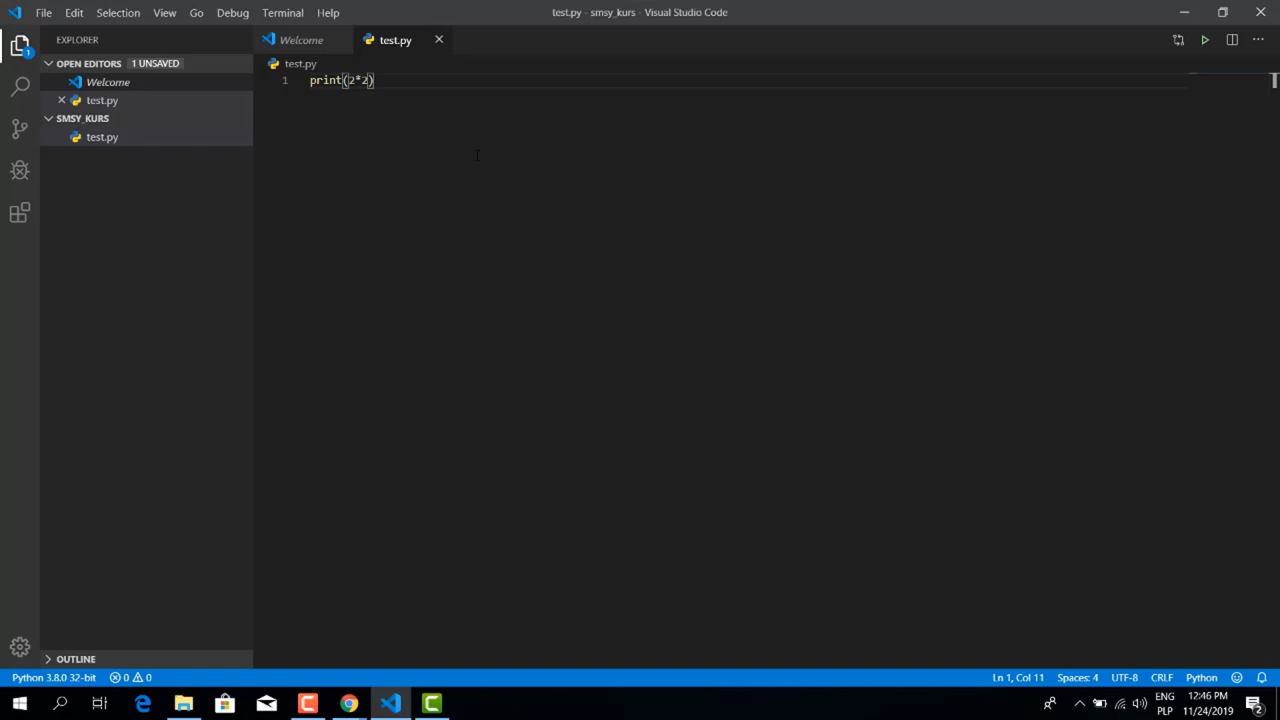 File Edit Selection View Go Debug Terminal Help
test.py - smsy_kurs - Visual Studio Code
EXPLORER
OPEN EDITORS 1 UNSAVED
Welcome
test.py
SMSY_KURS
test.py
OUTLINE
Welcome test.py
test.py
1 print(2*2)
Python 3.8.0 32-bit 0 0
Ln 1, Col 11 Spaces: 4 UTF-8 CRLF Python
1
ENG
PLP
12:46 PM
11/24/2019
2